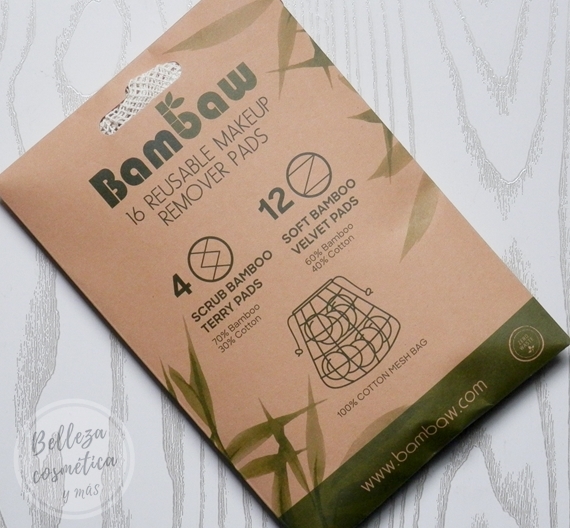 Bambaw
16 REUSABLE MAKEUP
REMOVER PADS
4
SCRUB BAMBOO
TERRY PADS
70% Bamboo
30% Cotton
12
SOFT BAMBOO
VELVET PADS
60% Bamboo
40% Cotton
100% COTTON MESH BAG
www.bambaw.com
Belleza
cosmética
y más